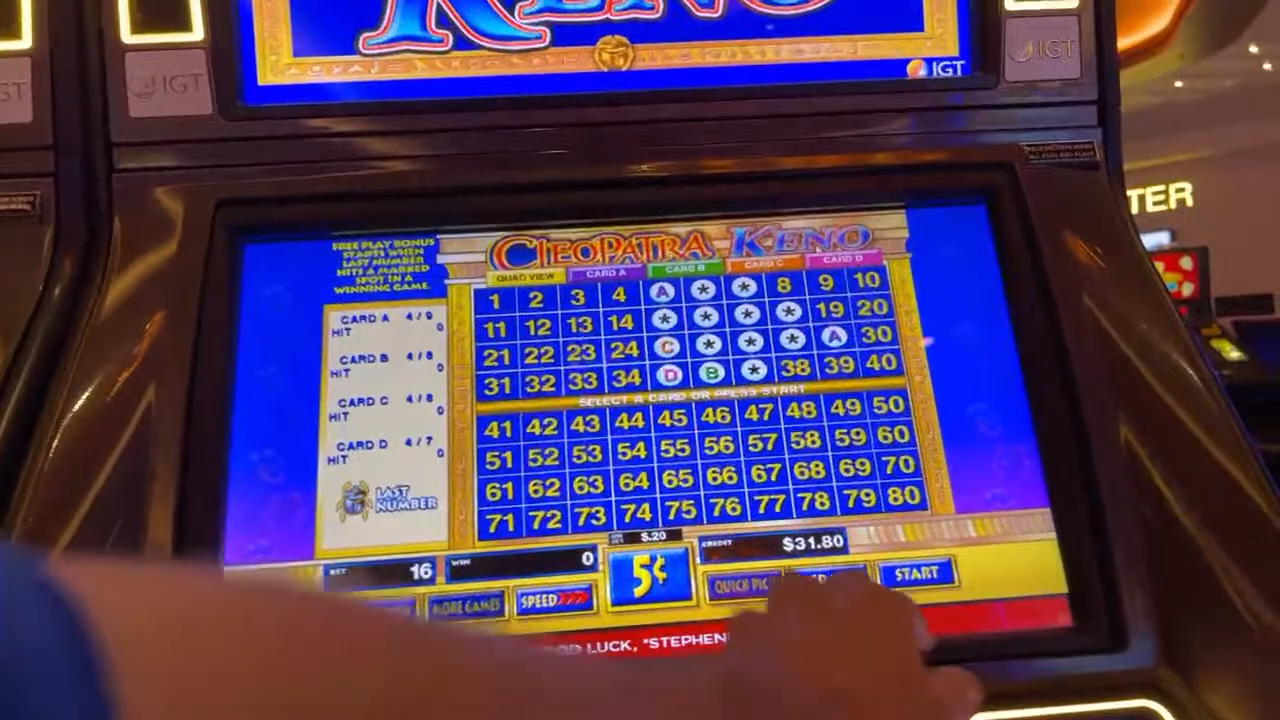 KENO
IGT
IGT
IGT
TER
FREE PLAY BONUS
STARTS WHEN
LAST NUMBER
HITS A MARKED
SPOT IN A
WINNING GAME.
CLEOPATRA KENO
QUAD VIEW CARD A CARD B CARD C CARD D
CARD A 4/9
HIT 0
CARD B 4/8
HIT 0
CARD C 4/8
HIT 0
CARD D 4/7
HIT 0
LAST
NUMBER
1 2 3 4 A * * 8 9 10
11 12 13 14 * * * * 19 20
21 22 23 24 C * * * A 30
31 32 33 34 D B * 38 39 40
SELECT A CARD OR PRESS START
41 42 43 44 45 46 47 48 49 50
51 52 53 54 55 56 57 58 59 60
61 62 63 64 65 66 67 68 69 70
71 72 73 74 75 76 77 78 79 80
BET 16 WIN 0 $.20 CREDIT $31.80
MORE GAMES SPEED 5¢ QUICK PIC START
OD LUCK, "STEPHEN